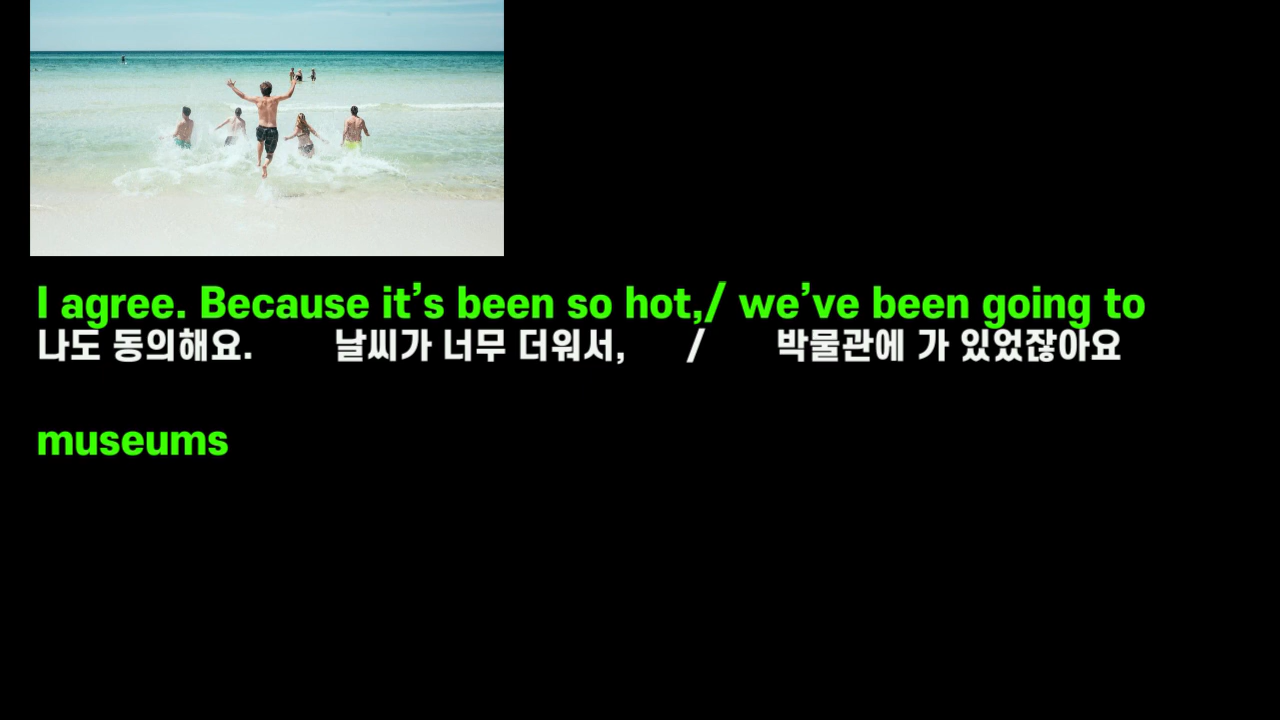 I agree. Because it’s been so hot,/ we’ve been going to
나도 동의해요. 날씨가 너무 더워서, / 박물관에 가 있었잖아요
museums